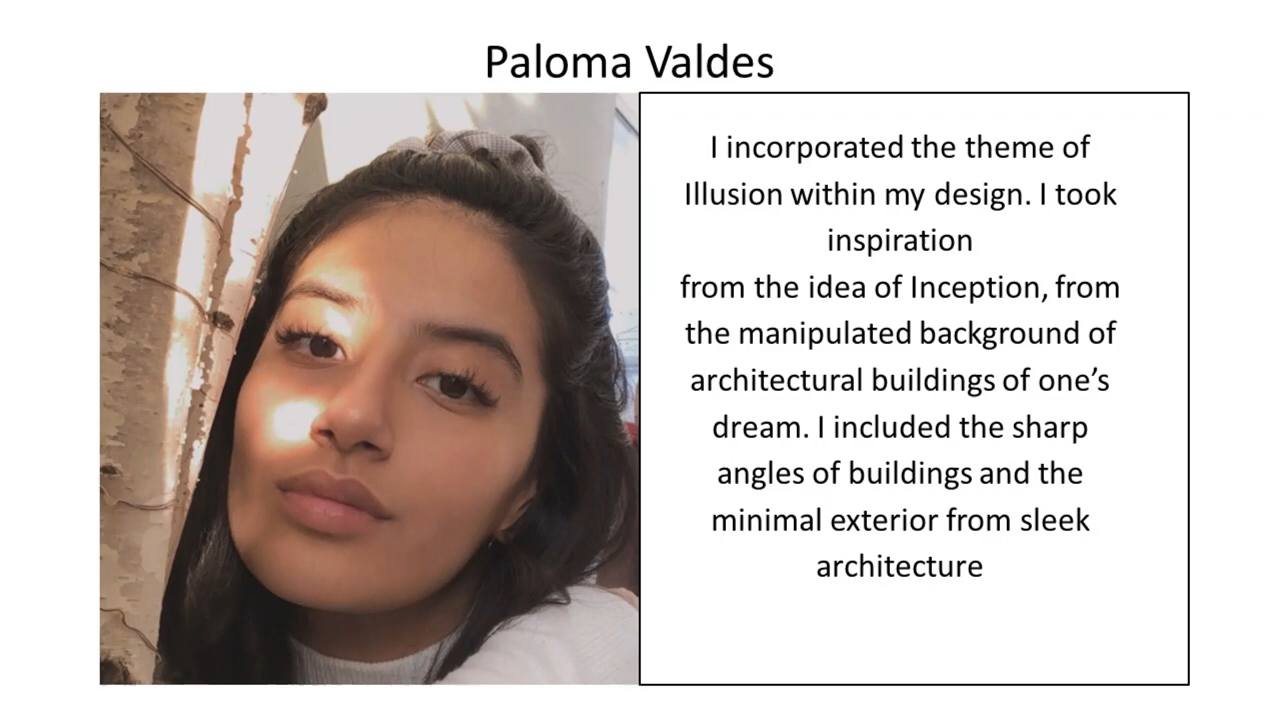 Paloma Valdes
I incorporated the theme of
Illusion within my design. I took
inspiration
from the idea of Inception, from
the manipulated background of
architectural buildings of one’s
dream. I included the sharp
angles of buildings and the
minimal exterior from sleek
architecture